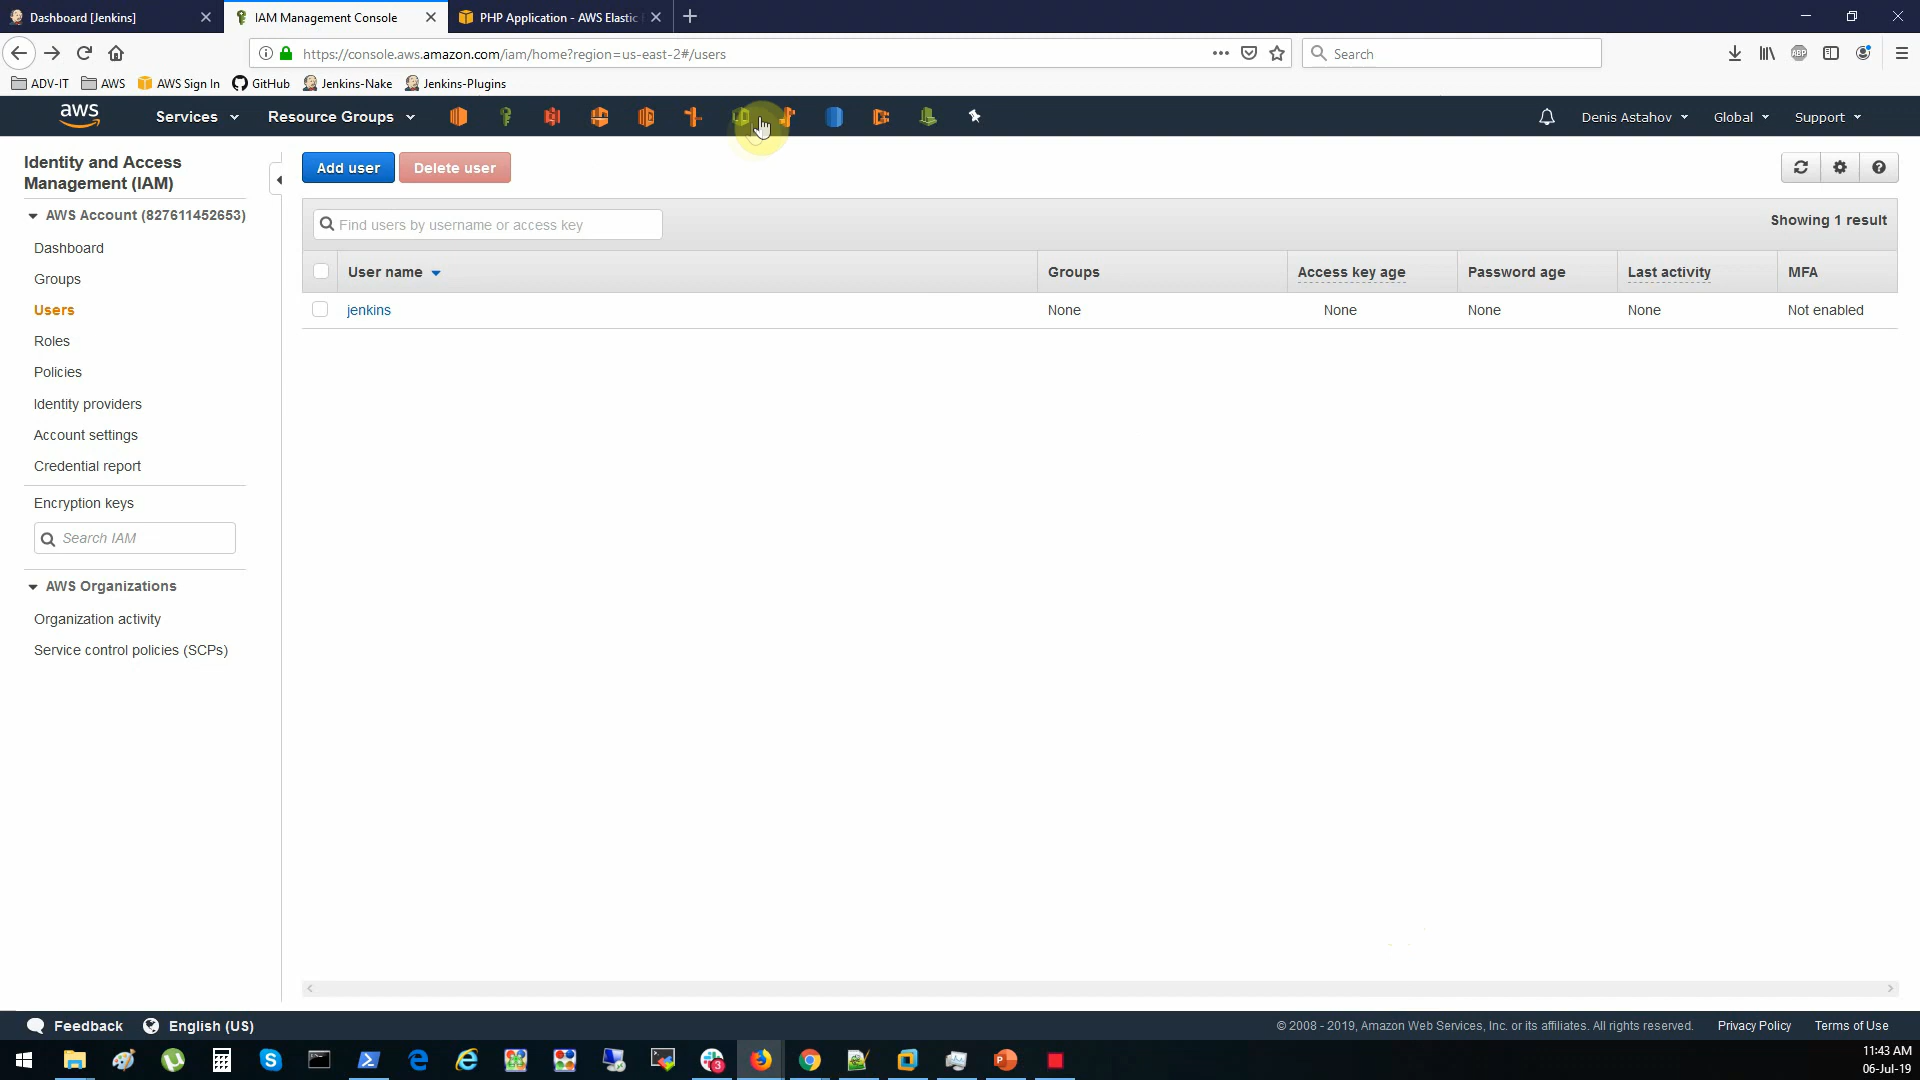 Dashboard [Jenkins]
IAM Management Console
PHP Application - AWS Elastic
https://console.aws.amazon.com/iam/home?region=us-east-2#/users
Search
ADV-IT
AWS
AWS Sign In
GitHub
Jenkins-Nake
Jenkins-Plugins
aws
Services
Resource Groups
Denis Astahov
Global
Support
Identity and Access
Management (IAM)
AWS Account (827611452653)
Dashboard
Groups
Users
Roles
Policies
Identity providers
Account settings
Credential report
Encryption keys
Search IAM
AWS Organizations
Organization activity
Service control policies (SCPs)
Add user
Delete user
Find users by username or access key
Showing 1 result
User name
Groups
Access key age
Password age
Last activity
MFA
jenkins
None
None
None
None
Not enabled
Feedback
English (US)
© 2008 - 2019, Amazon Web Services, Inc. or its affiliates. All rights reserved.
Privacy Policy
Terms of Use
3
11:43 AM
06-Jul-19